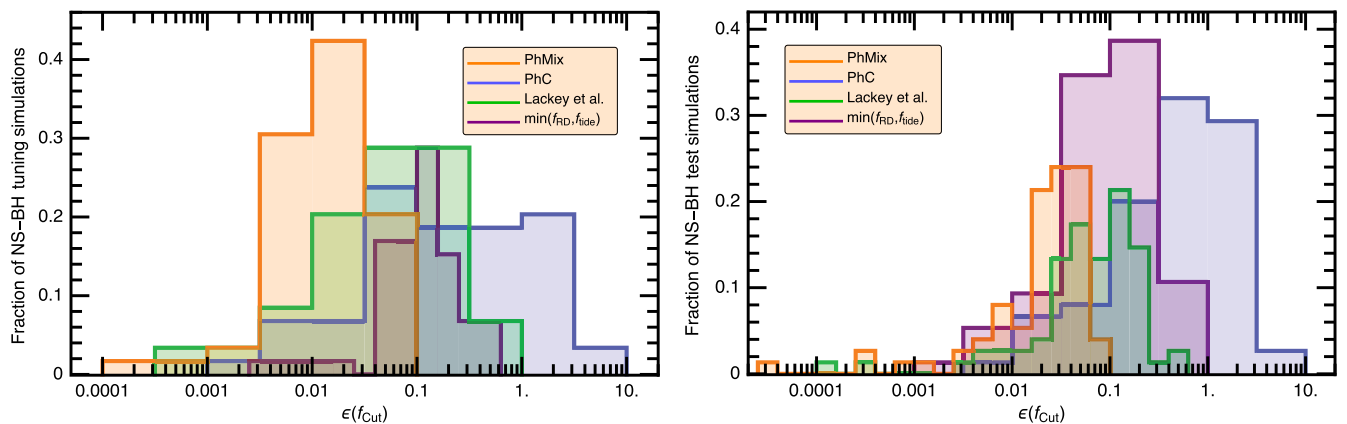 Fraction of NS−BH tuning simulations
0.4
0.3
0.2
0.1
0
PhMix
PhC
Lackey et al.
min(fRD,ftide)
0.0001
0.001
0.01
0.1
1.
10.
ϵ(fCut)
Fraction of NS−BH test simulations
0.4
0.3
0.2
0.1
0
PhMix
PhC
Lackey et al.
min(fRD,ftide)
0.0001
0.001
0.01
0.1
1.
10.
ϵ(fCut)